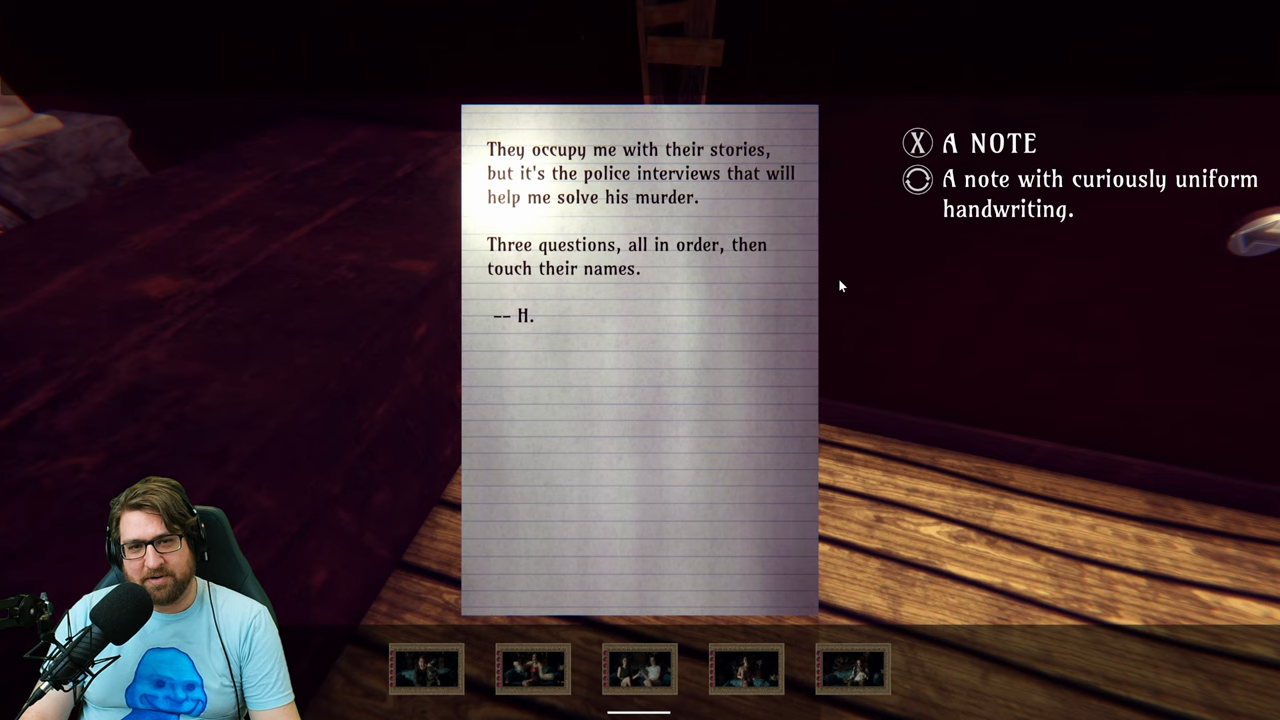 They occupy me with their stories,
but it's the police interviews that will
help me solve his murder.
Three questions, all in order, then
touch their names.
-- H.
X A NOTE
A note with curiously uniform
handwriting.